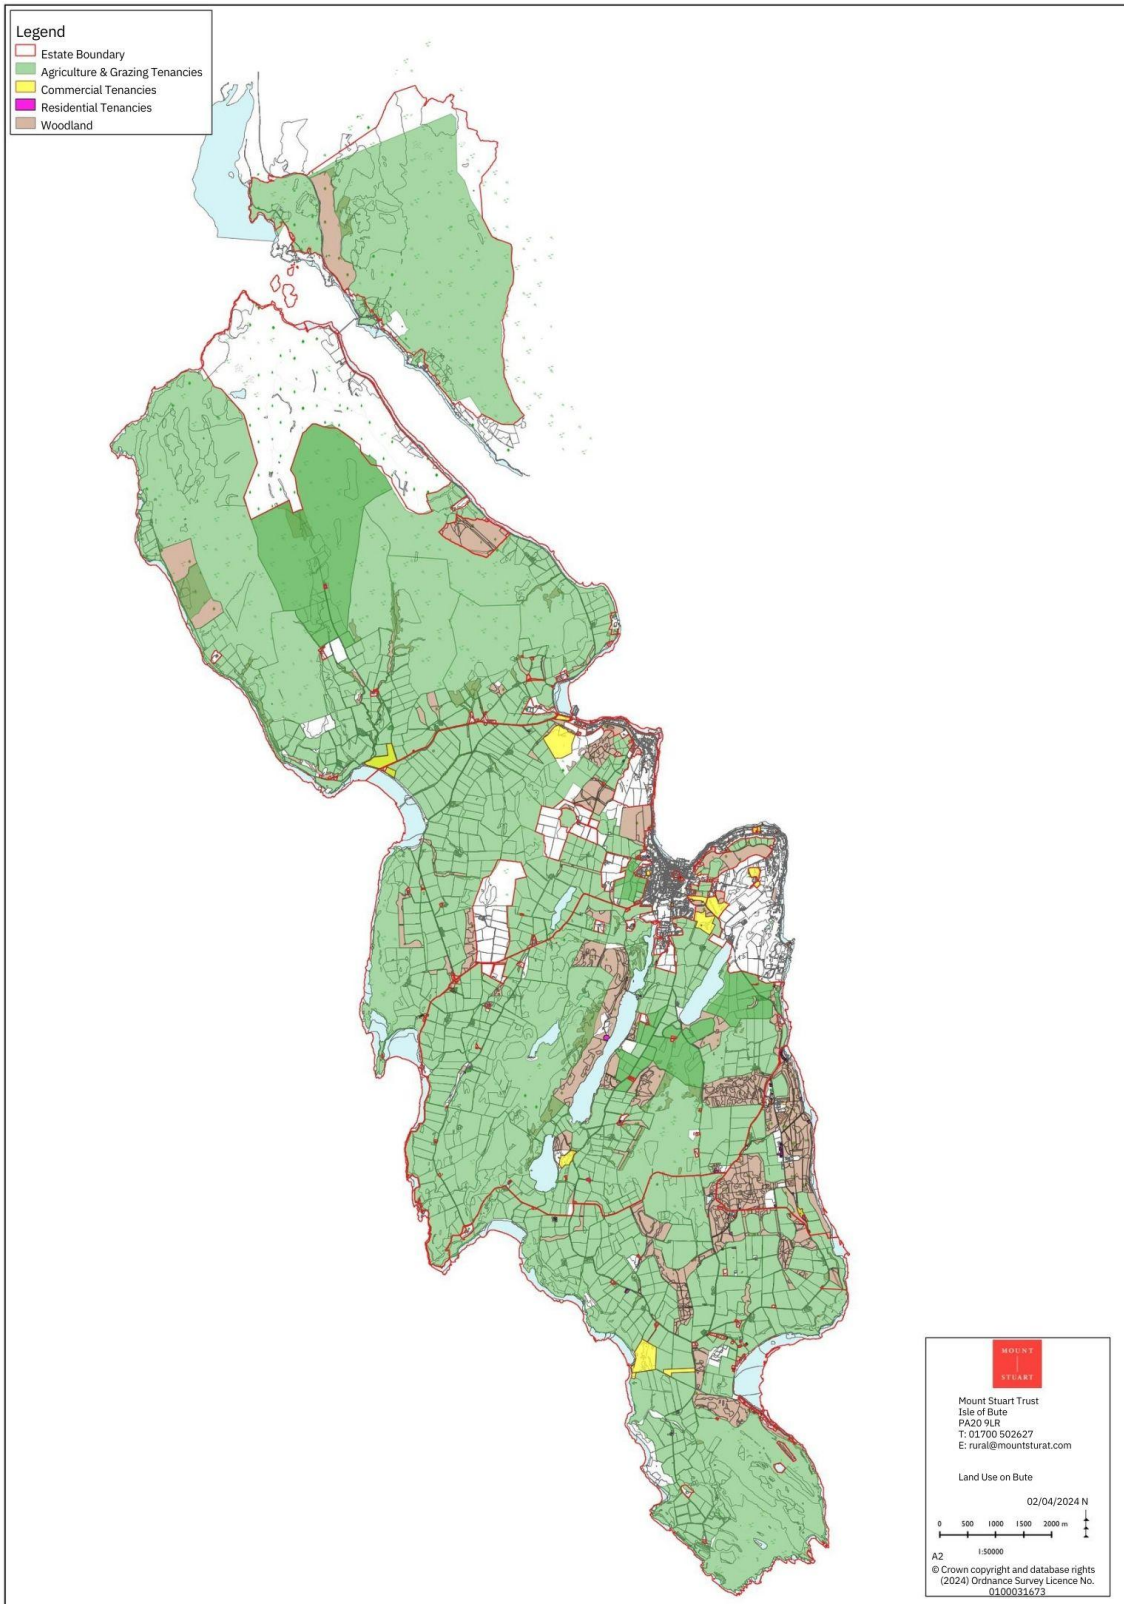 Legend
Estate Boundary
Agriculture & Grazing Tenancies
Commercial Tenancies
Residential Tenancies
Woodland
MOUNT
STUART
Mount Stuart Trust
Isle of Bute
PA20 9LR
T: 01700 502627
E: rural@mountsturat.com
Land Use on Bute
02/04/2024 N
0 500 1000 1500 2000 m
1:50000
A2
© Crown copyright and database rights
(2024) Ordnance Survey Licence No.
0100031673